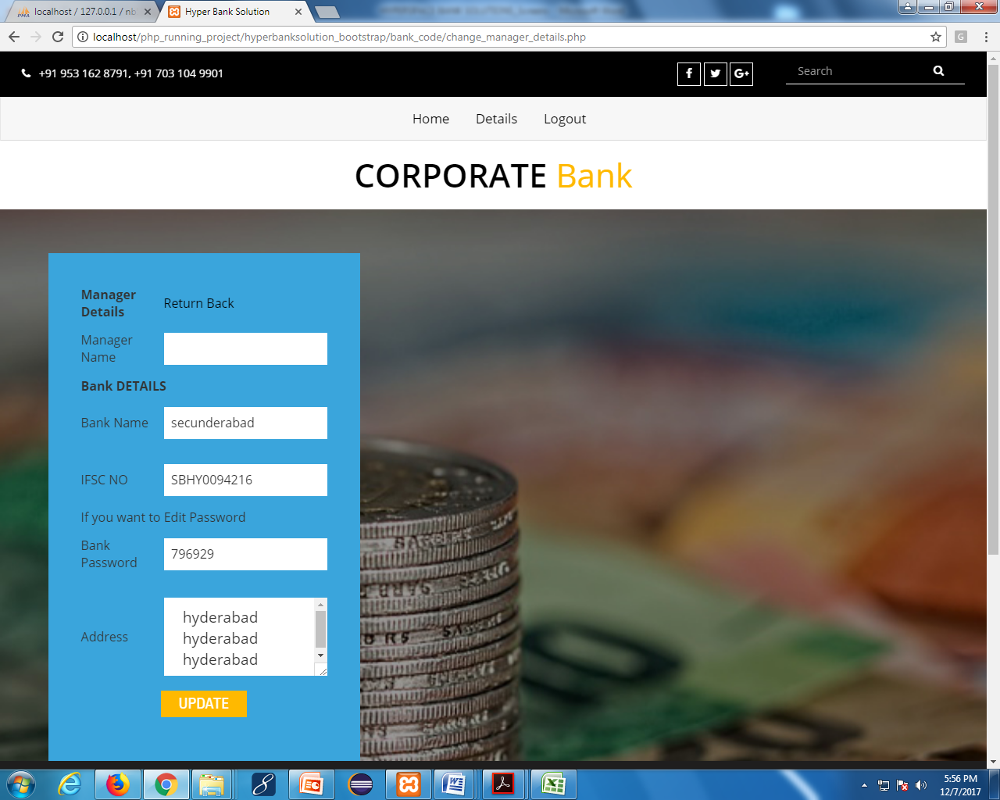 localhost / 127.0.0.1 / nb
Hyper Bank Solution
localhost/php_running_project/hyperbanksolution_bootstrap/bank_code/change_manager_details.php
G
+91 953 162 8791, +91 703 104 9901
Search
Home Details Logout
CORPORATE Bank
Manager Details
Return Back
Manager Name
Bank DETAILS
Bank Name
secunderabad
IFSC NO
SBHY0094216
If you want to Edit Password
Bank Password
796929
Address
hyderabad
hyderabad
hyderabad
UPDATE
5:56 PM
12/7/2017